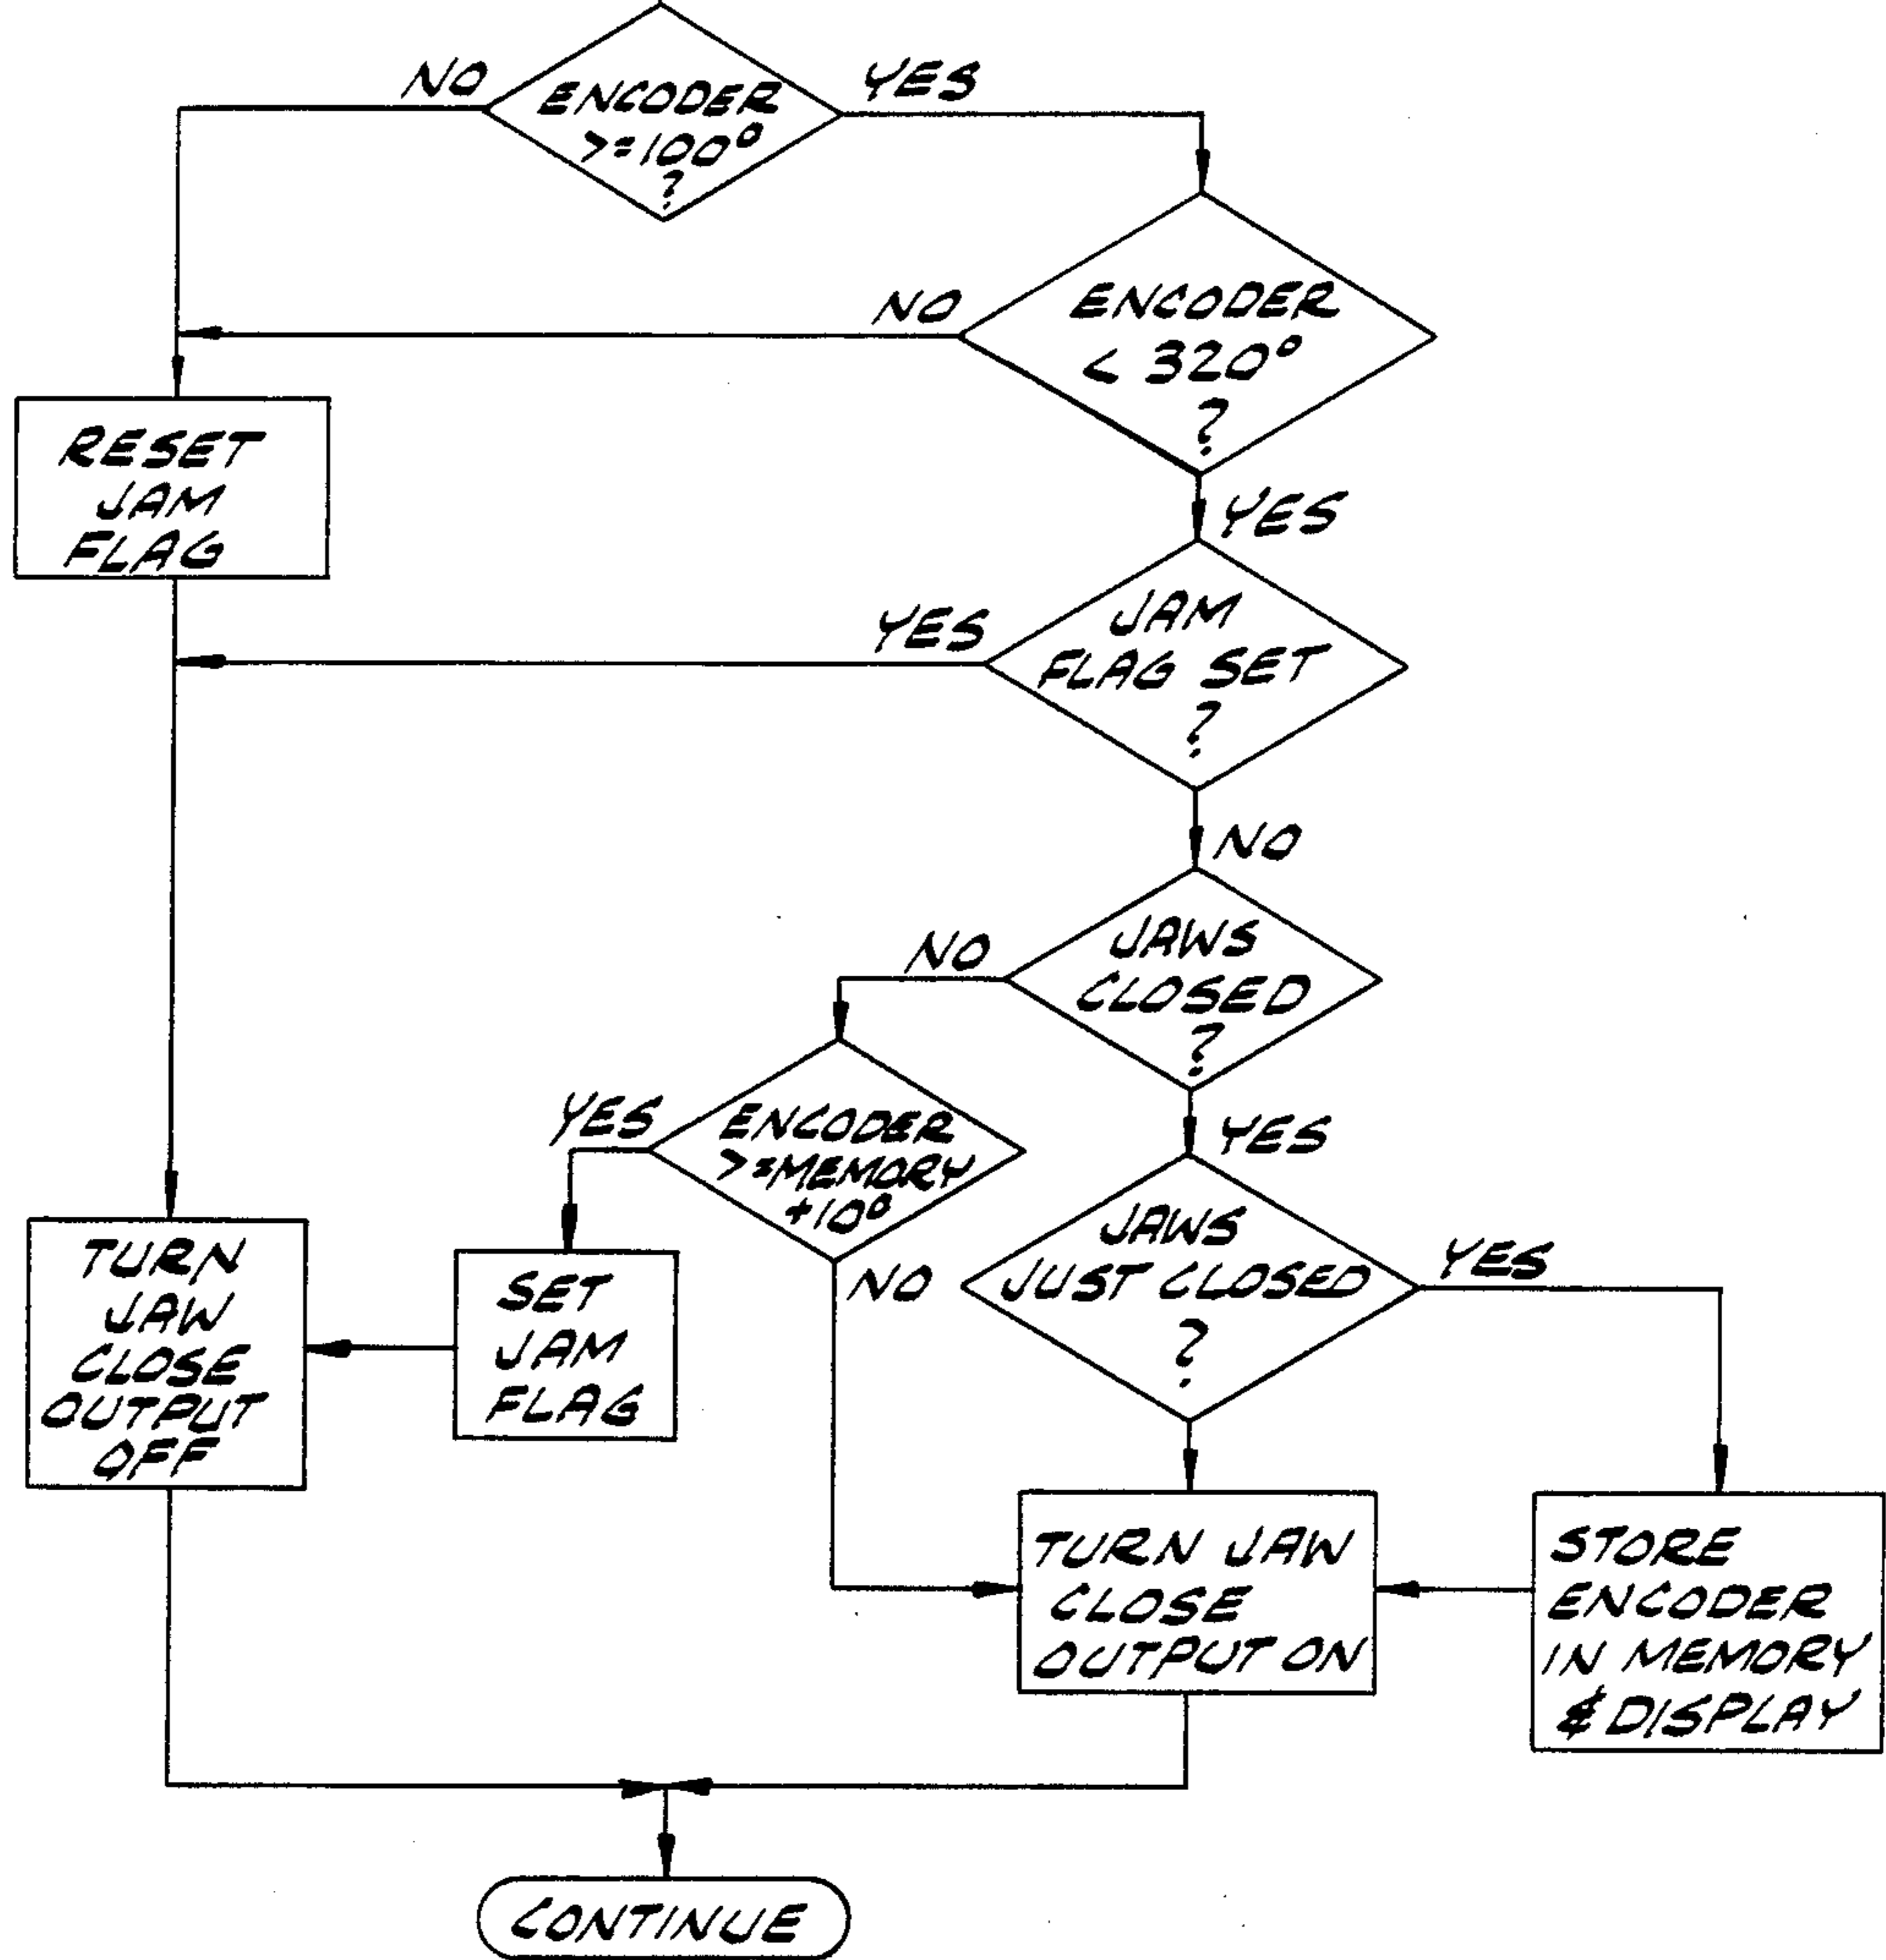 NO
YES
ENCODER
>=100°
?
NO
ENCODER
< 320°
?
RESET
JAM
FLAG
YES
YES
JAM
FLAG SET
?
NO
NO
JAWS
CLOSED
?
YES
ENCODER
>=MEMORY
+10°
YES
TURN
JAW
CLOSE
OUTPUT
OFF
SET
JAM
FLAG
NO
JAWS
JUST CLOSED
?
YES
TURN JAW
CLOSE
OUTPUT ON
STORE
ENCODER
IN MEMORY
& DISPLAY
CONTINUE